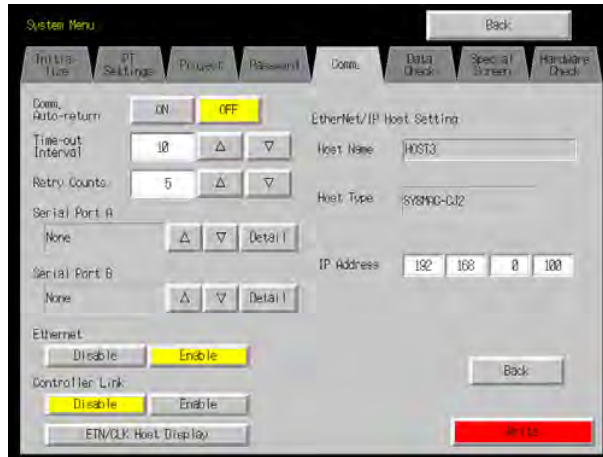 System Menu
Back
Initia-
lize
PT
Settings
Project
Password
Comm.
Data
Check
Special
Screen
Hardware
Check
Comm.
Auto-return
ON
OFF
Time-out
Interval
10
△
▽
Retry Counts
5
△
▽
Serial Port A
None
△
▽
Detail
Serial Port B
None
△
▽
Detail
Ethernet
Disable
Enable
Controller Link
Disable
Enable
ETN/CLK Host Display
EtherNet/IP Host Setting
Host Name
HOST3
Host Type
SYSMAC-CJ2
IP Address
192 168 0 100
Back
Write